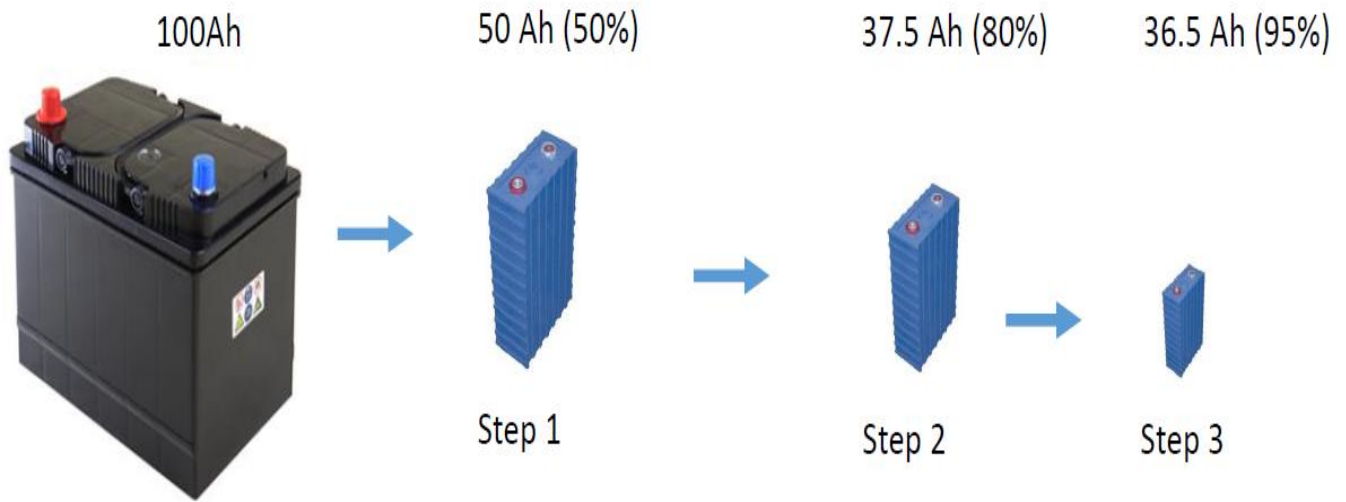 100Ah
50 Ah (50%)
37.5 Ah (80%)
36.5 Ah (95%)
Step 1
Step 2
Step 3